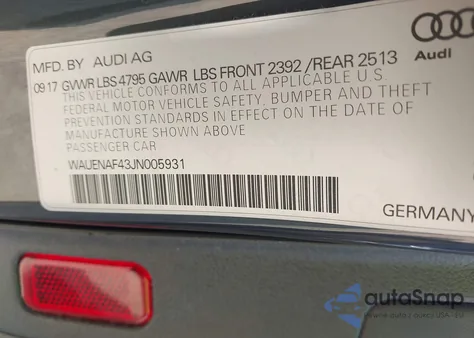 MFD. BY AUDI AG
Audi
09 17 GVWR LBS 4795 GAWR LBS FRONT 2392 /REAR 2513
THIS VEHICLE CONFORMS TO ALL APPLICABLE U.S.
FEDERAL MOTOR VEHICLE SAFETY, BUMPER AND THEFT
PREVENTION STANDARDS IN EFFECT ON THE DATE OF
MANUFACTURE SHOWN ABOVE
PASSENGER CAR
WAUENAF43JN005931
GERMANY
autoSnap